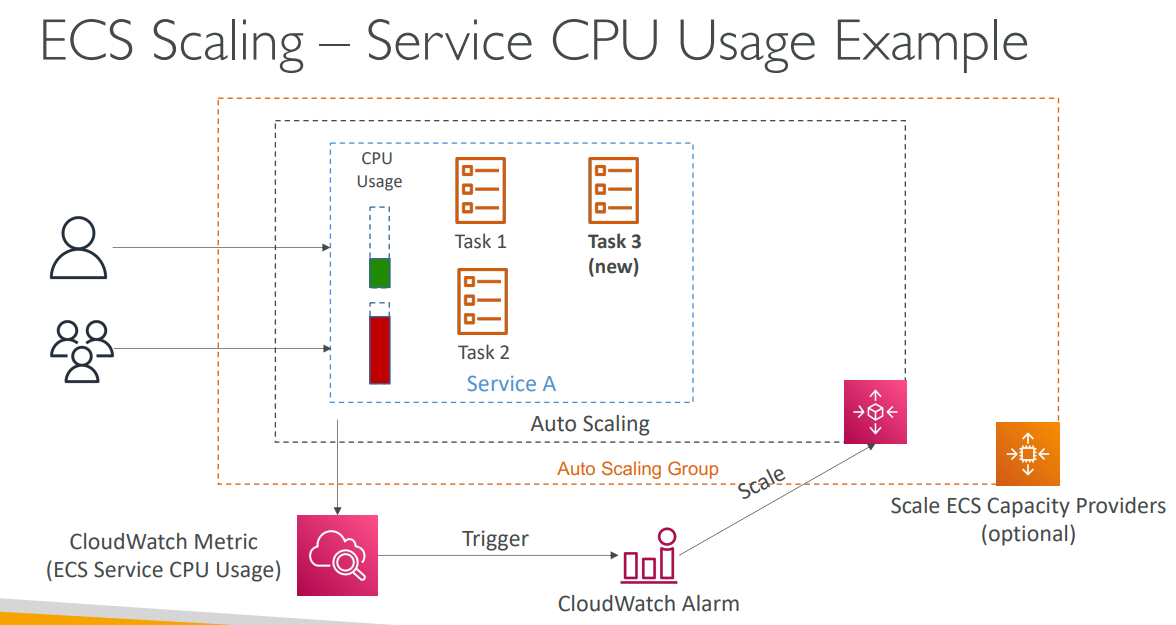 ECS Scaling – Service CPU Usage Example
CPU
Usage
Task 1
Task 3
(new)
Task 2
Service A
Auto Scaling
Auto Scaling Group
Scale
Scale ECS Capacity Providers
(optional)
CloudWatch Metric
(ECS Service CPU Usage)
Trigger
CloudWatch Alarm